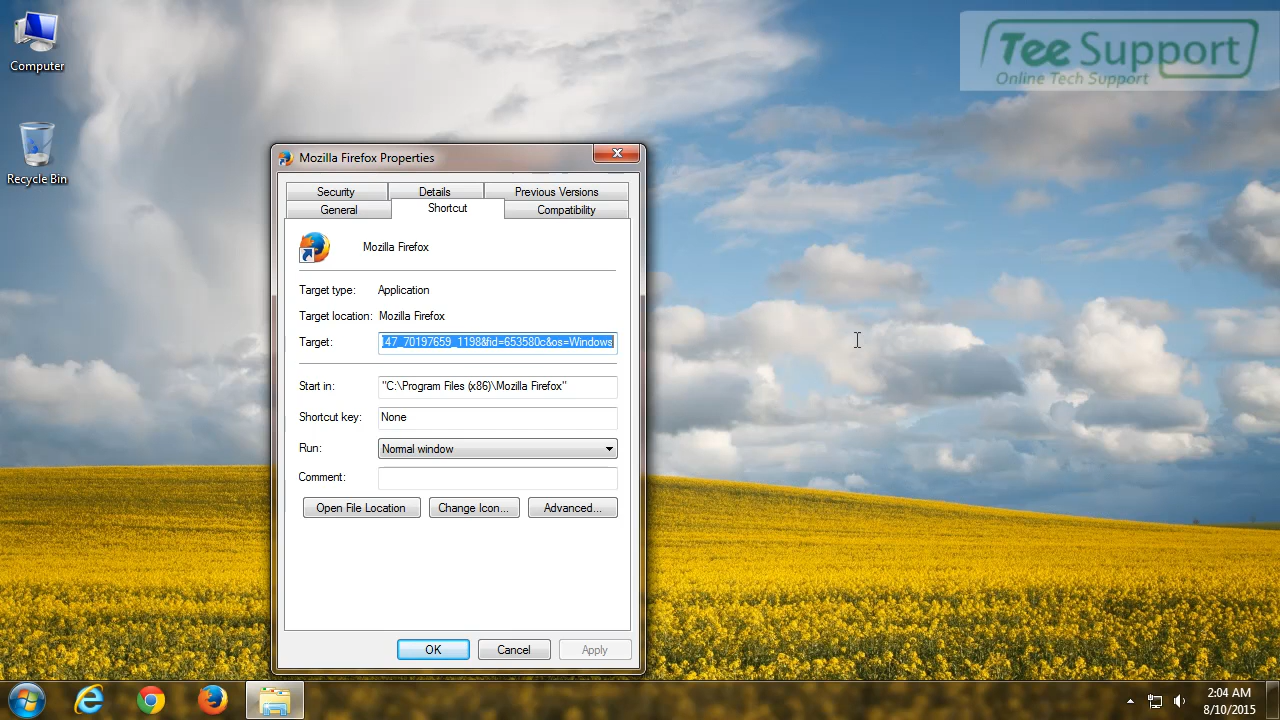 Computer
Recycle Bin
Tee Support
Online Tech Support
Mozilla Firefox Properties
Security Details Previous Versions
General Shortcut Compatibility
Mozilla Firefox
Target type: Application
Target location: Mozilla Firefox
Target: 147_70197659_1198&fid=653580c&os=Windows
Start in: "C:\Program Files (x86)\Mozilla Firefox"
Shortcut key: None
Run: Normal window
Comment:
Open File Location Change Icon... Advanced...
OK Cancel Apply
2:04 AM
8/10/2015